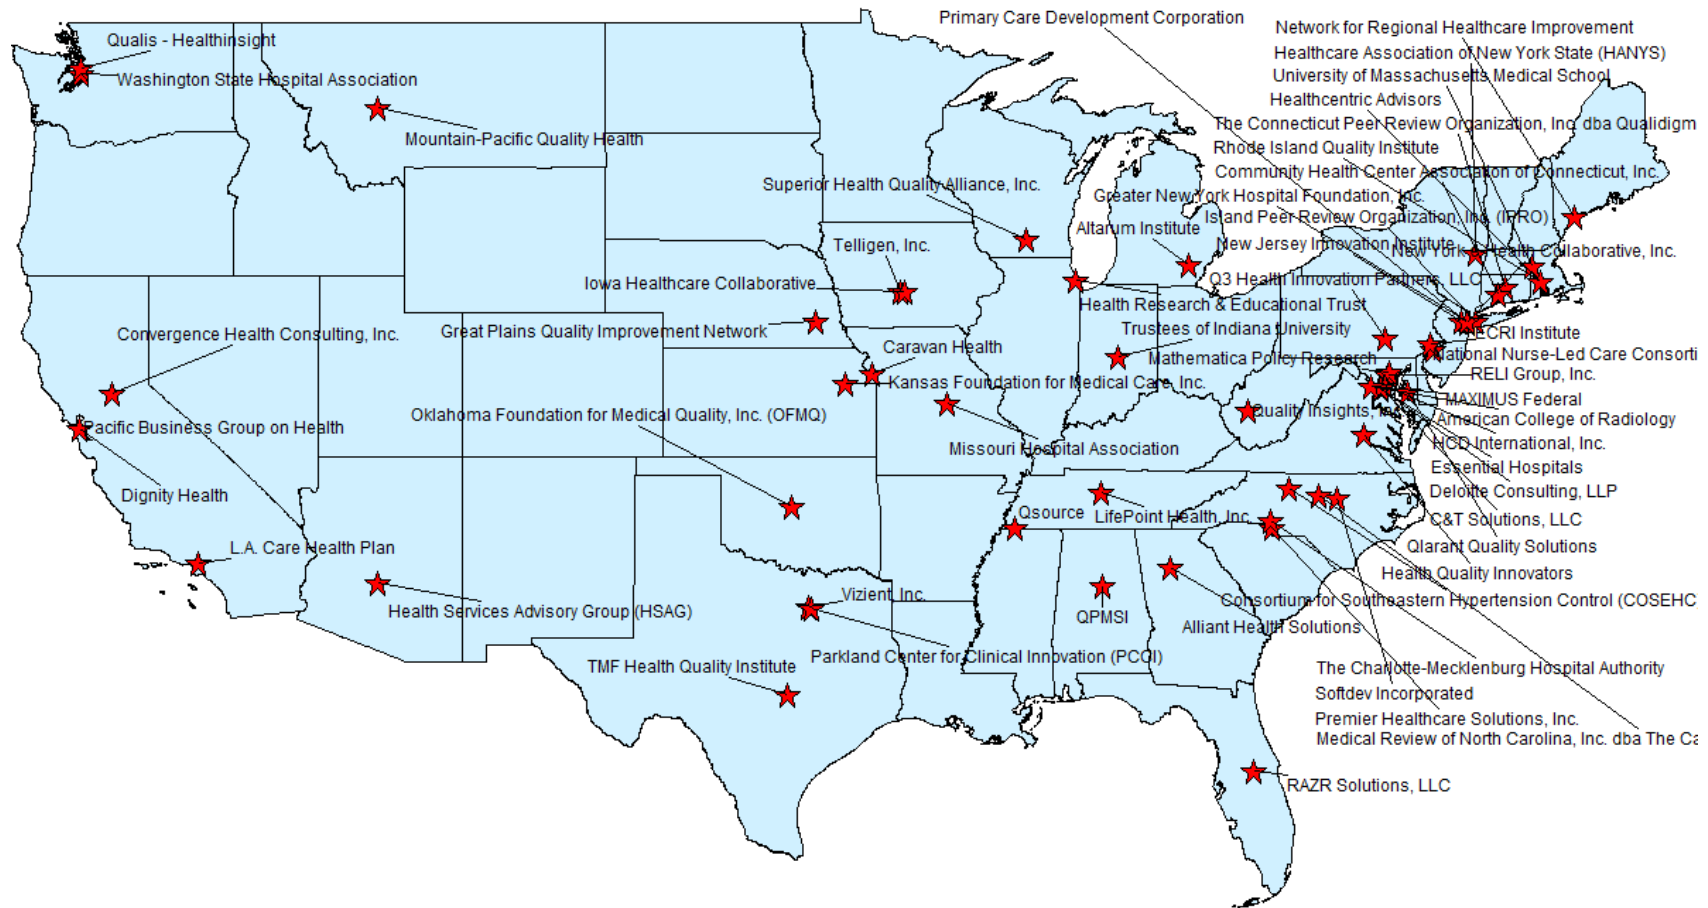 Primary Care Development Corporation
Network for Regional Healthcare Improvement
Qualis - Healthinsight
Healthcare Association of New York State (HANYS)
Washington State Hospital Association
University of Massachusetts Medical School
Healthcentric Advisors
Mountain-Pacific Quality Health
The Connecticut Peer Review Organization, Inc. dba Qualidigm
Rhode Island Quality Institute
Community Health Center Association of Connecticut, Inc.
Superior Health Quality Alliance, Inc.
Greater New York Hospital Foundation, Inc.
Island Peer Review Organization, Inc. (IPRO)
Altarum Institute
Telligen, Inc.
New Jersey Innovation Institute
New York Health Collaborative, Inc.
Iowa Healthcare Collaborative
Q3 Health Innovation Partners, LLC
Health Research & Educational Trust
Convergence Health Consulting, Inc.
Great Plains Quality Improvement Network
Trustees of Indiana University
ECRI Institute
Caravan Health
Mathematica Policy Research
National Nurse-Led Care Consorti
RELI Group, Inc.
Kansas Foundation for Medical Care, Inc.
MAXIMUS Federal
Oklahoma Foundation for Medical Quality, Inc. (OFMQ)
Quality Insights,
American College of Radiology
Pacific Business Group on Health
Missouri Hospital Association
HCD International, Inc.
Essential Hospitals
Dignity Health
Deloitte Consulting, LLP
Qsource
LifePoint Health, Inc.
C&T Solutions, LLC
L.A. Care Health Plan
Qlarant Quality Solutions
Health Quality Innovators
Health Services Advisory Group (HSAG)
Vizient, Inc.
Consortium for Southeastern Hypertension Control (COSEHC
QPMSI
Alliant Health Solutions
TMF Health Quality Institute
Parkland Center for Clinical Innovation (PCCI)
The Charlotte-Mecklenburg Hospital Authority
Softdev Incorporated
Premier Healthcare Solutions, Inc.
Medical Review of North Carolina, Inc. dba The Ca
RAZR Solutions, LLC